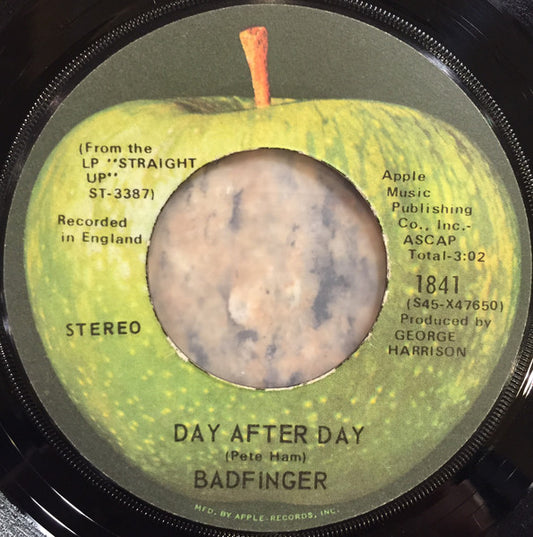 (From the
LP "STRAIGHT
UP"
ST-3387)
Recorded
in England
STEREO
Apple
Music
Publishing
Co., Inc.-
ASCAP
Total-3:02
1841
(S45-X47650)
Produced by
GEORGE
HARRISON
DAY AFTER DAY
(Pete Ham)
BADFINGER
MFD. BY APPLE-RECORDS, INC.